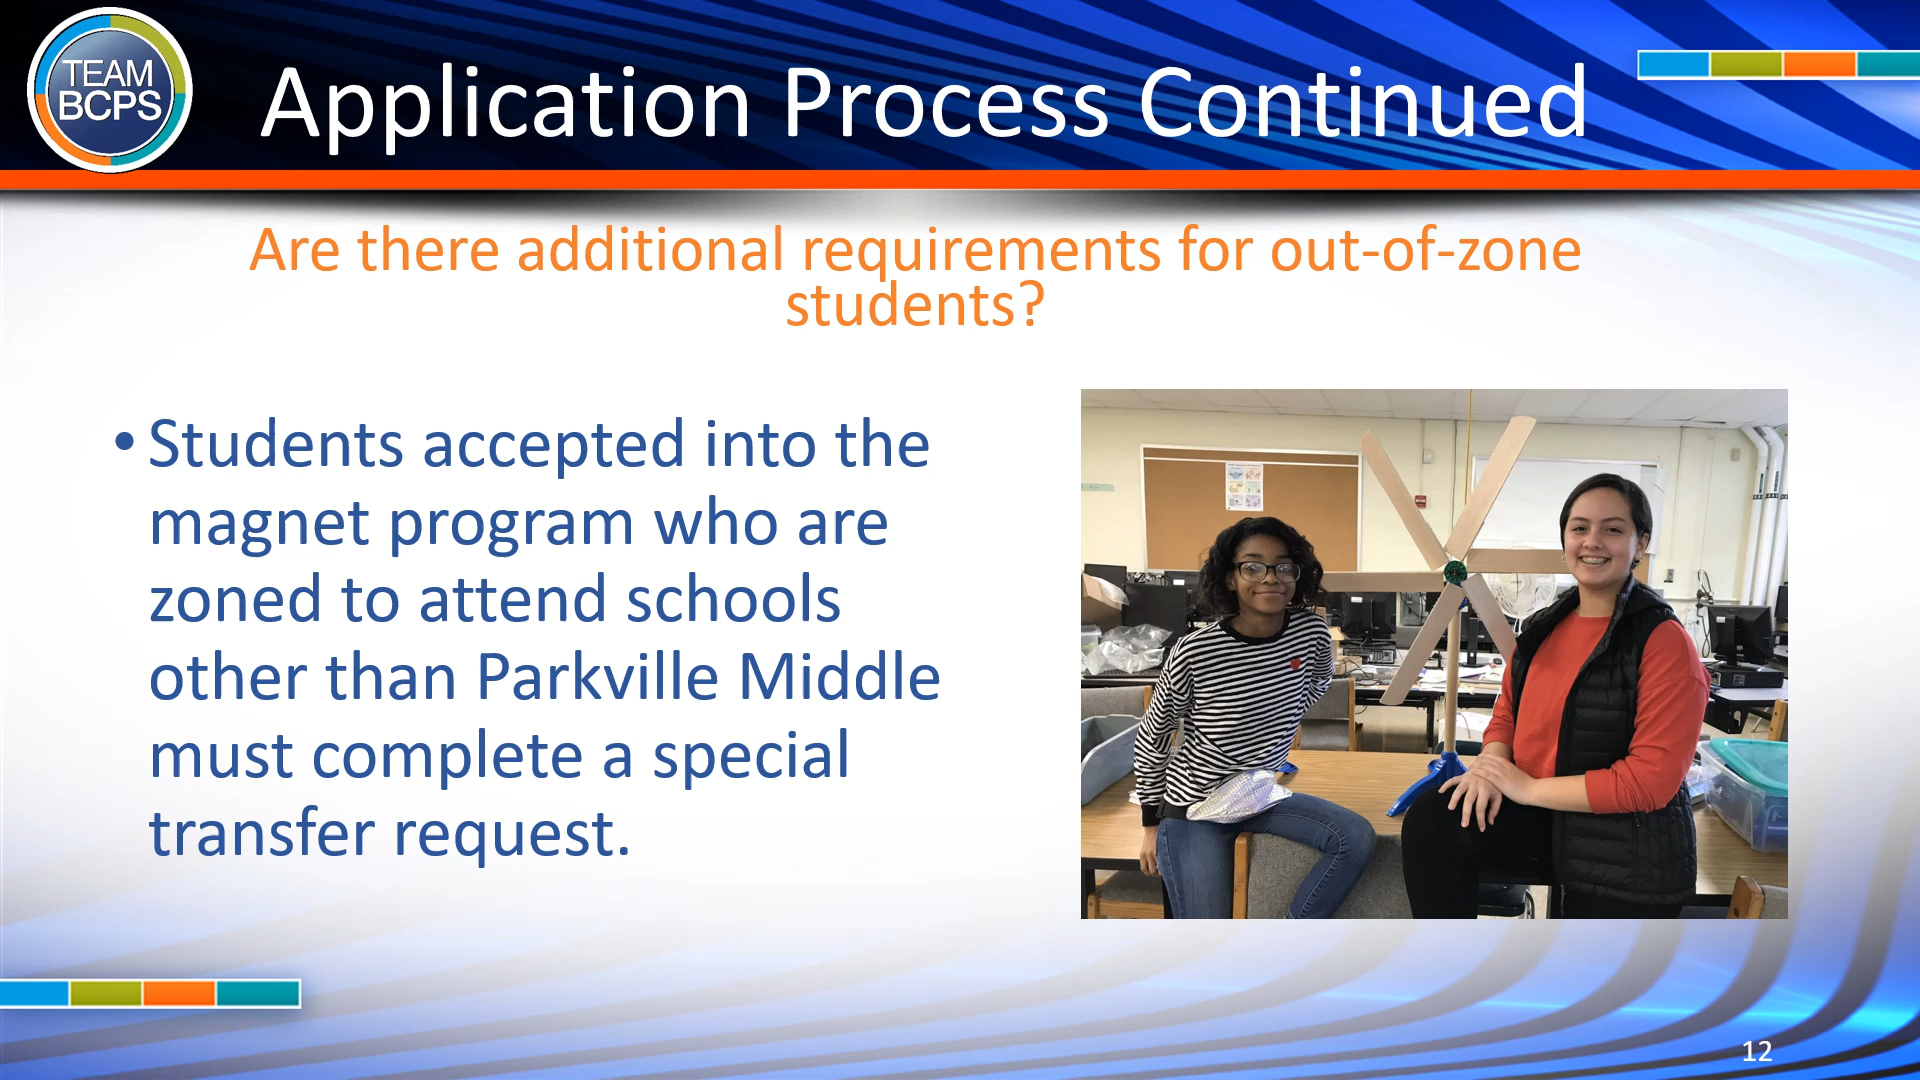 TEAM
BCPS
Application Process Continued
Are there additional requirements for out-of-zone
students?
• Students accepted into the
magnet program who are
zoned to attend schools
other than Parkville Middle
must complete a special
transfer request.
12